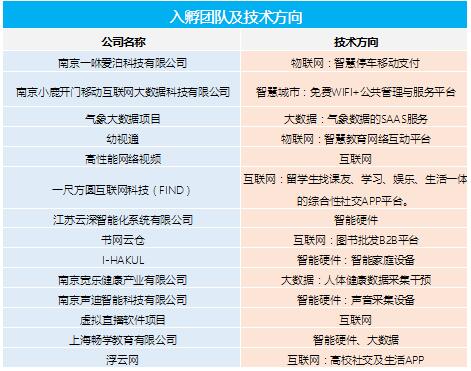 入孵团队及技术方向
公司名称 技术方向
南京一咻爱泊科技有限公司 物联网：智慧停车移动支付
南京小鹿开门移动互联网大数据科技有限公司 智慧城市：免费WIFI+公共管理与服务平台
气象大数据项目 大数据：气象数据的SAAS服务
幼视通 物联网：智慧教育网络互动平台
高性能网络视频 互联网
一尺方圆互联网科技（FIND） 互联网：留学生找课友、学习、娱乐、生活一体
的综合性社交APP平台。
江苏云深智能化系统有限公司 智能硬件
书网云仓 互联网：图书批发B2B平台
I-HAKUL 智能硬件：智能家庭设备
南京宽乐健康产业有限公司 大数据：人体健康数据采集干预
南京声迪智能科技有限公司 智能硬件：声音采集设备
虚拟直播软件项目 互联网
上海畅学教育有限公司 智能硬件、大数据
浮云网 互联网：高校社交及生活APP